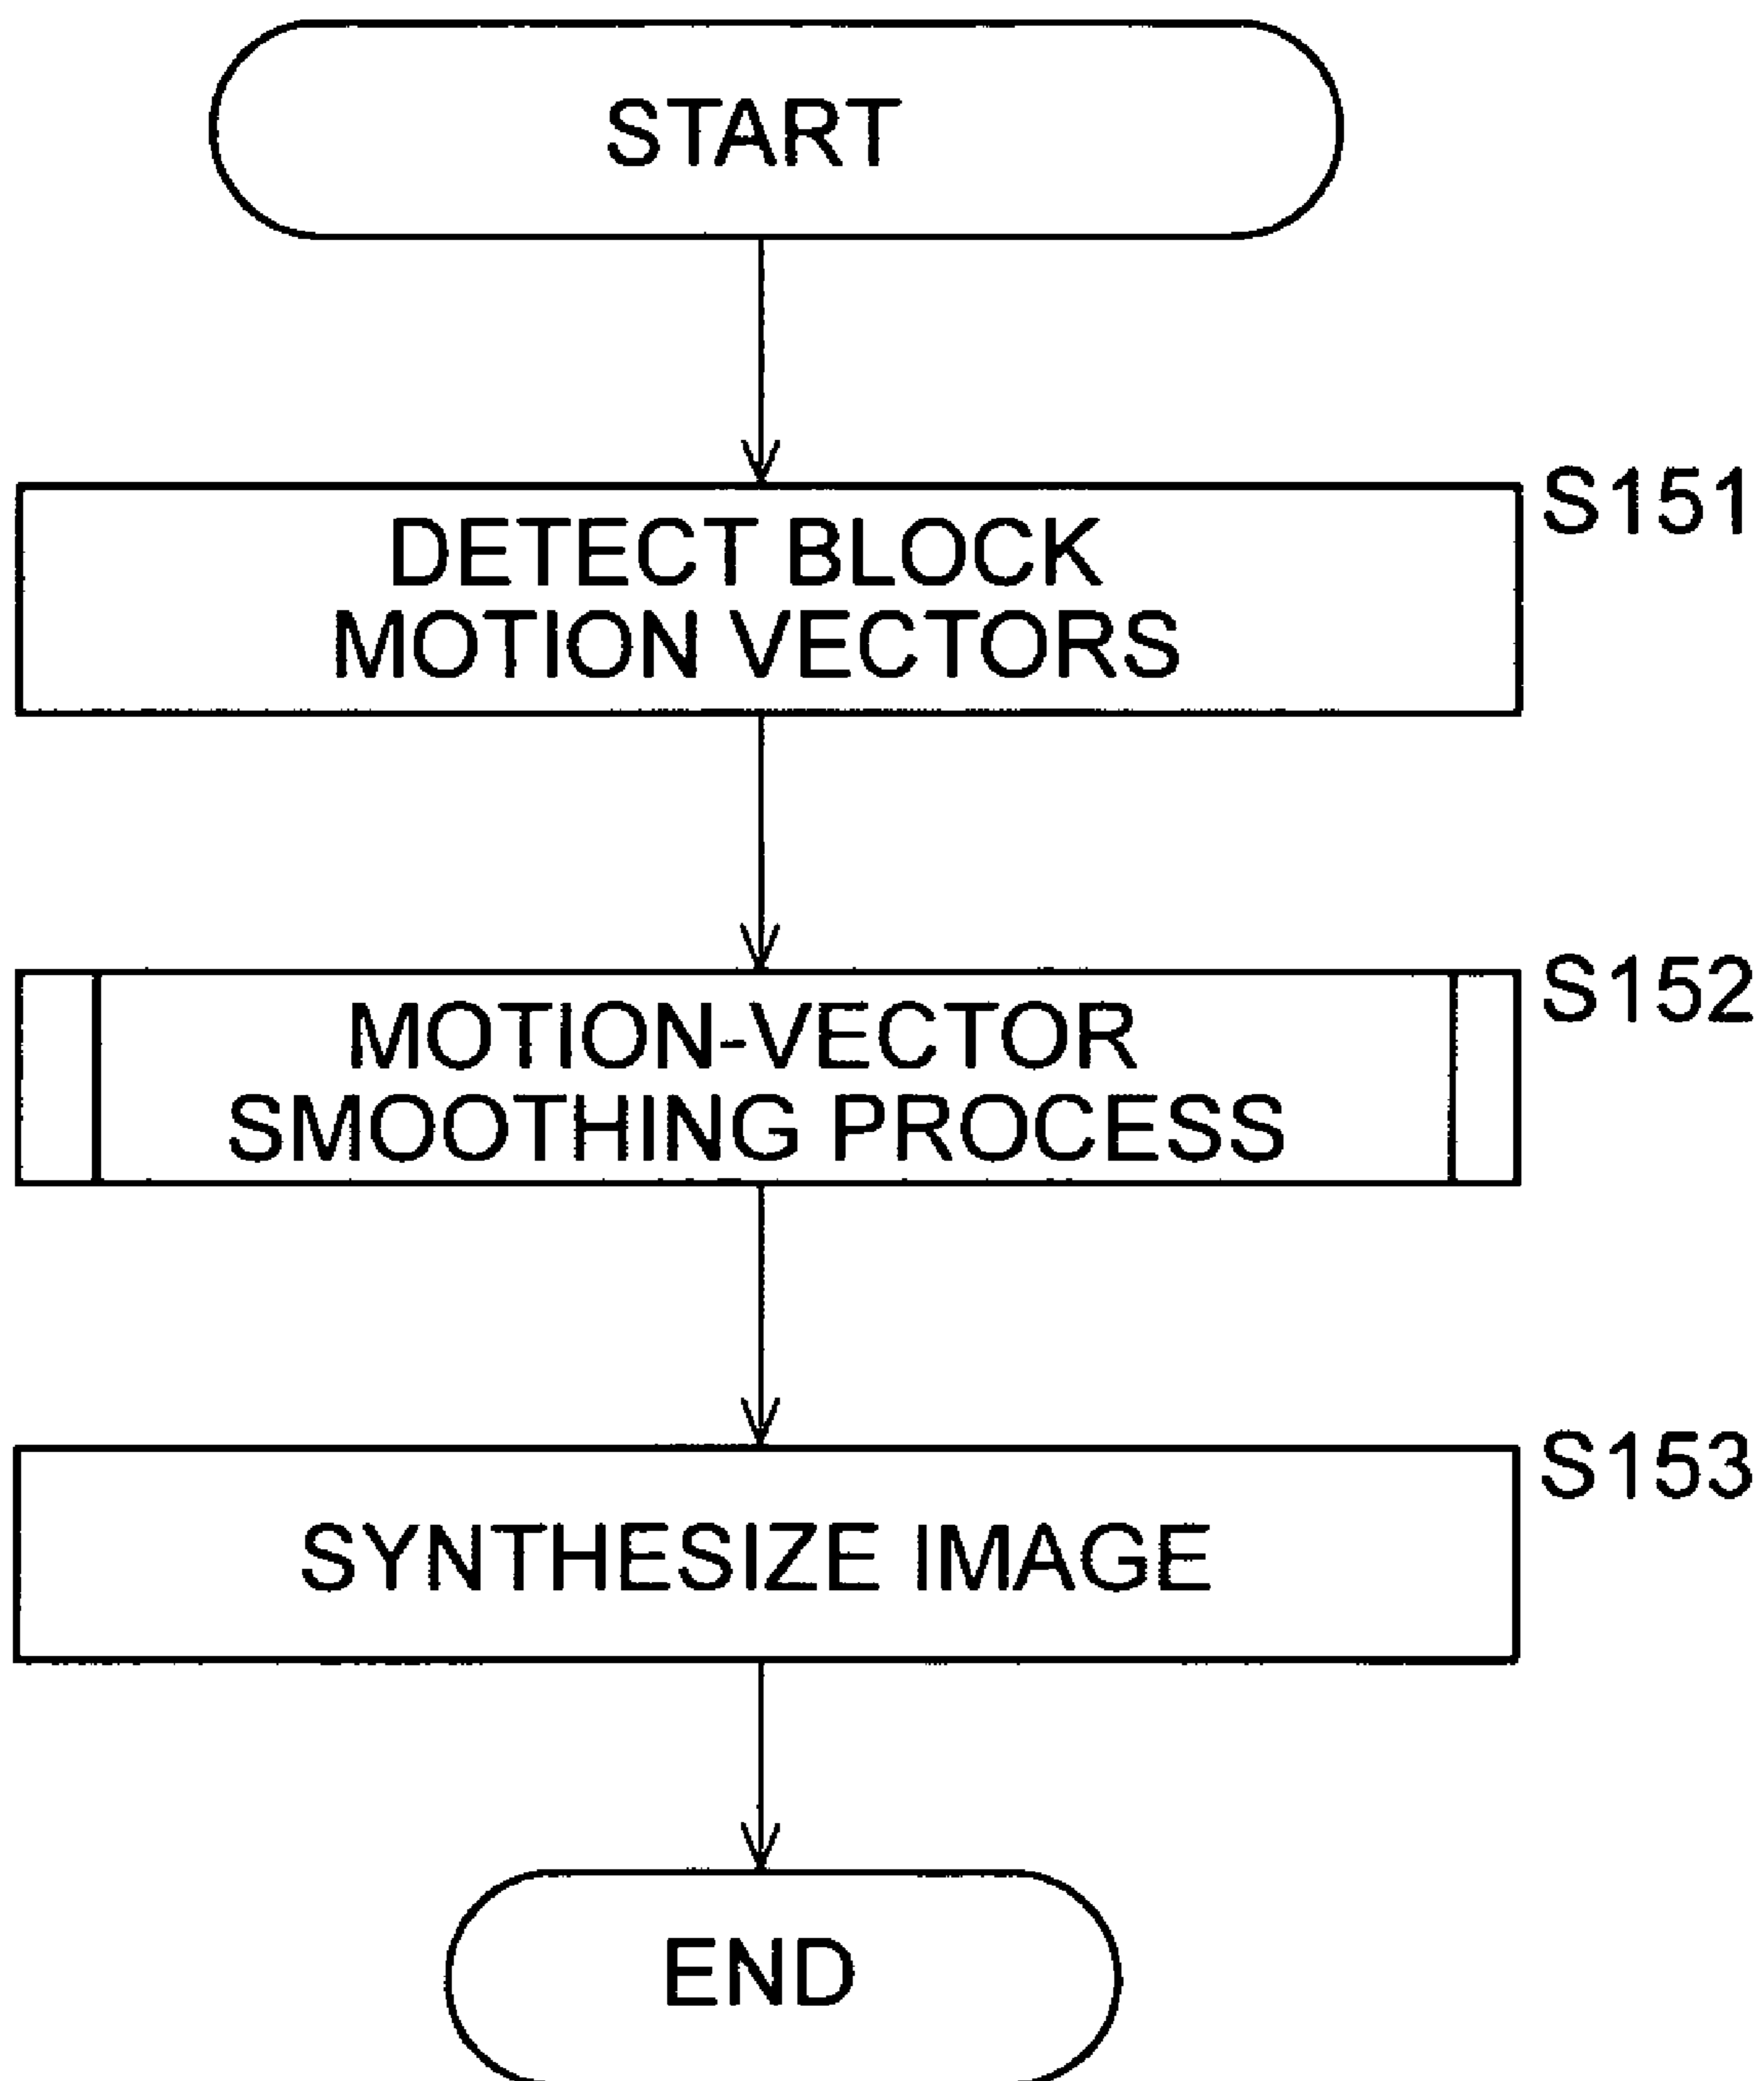 START
S151
DETECT BLOCK
MOTION VECTORS
S152
MOTION-VECTOR
SMOOTHING PROCESS
S153
SYNTHESIZE IMAGE
END